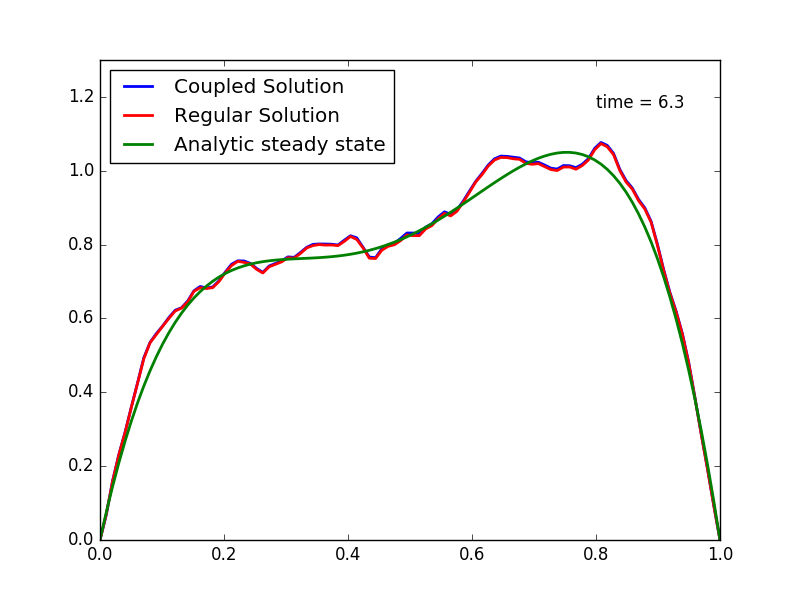 Coupled Solution
Regular Solution
Analytic steady state
time = 6.3
1.2
1.0
0.8
0.6
0.4
0.2
0.0
0.0 0.2 0.4 0.6 0.8 1.0